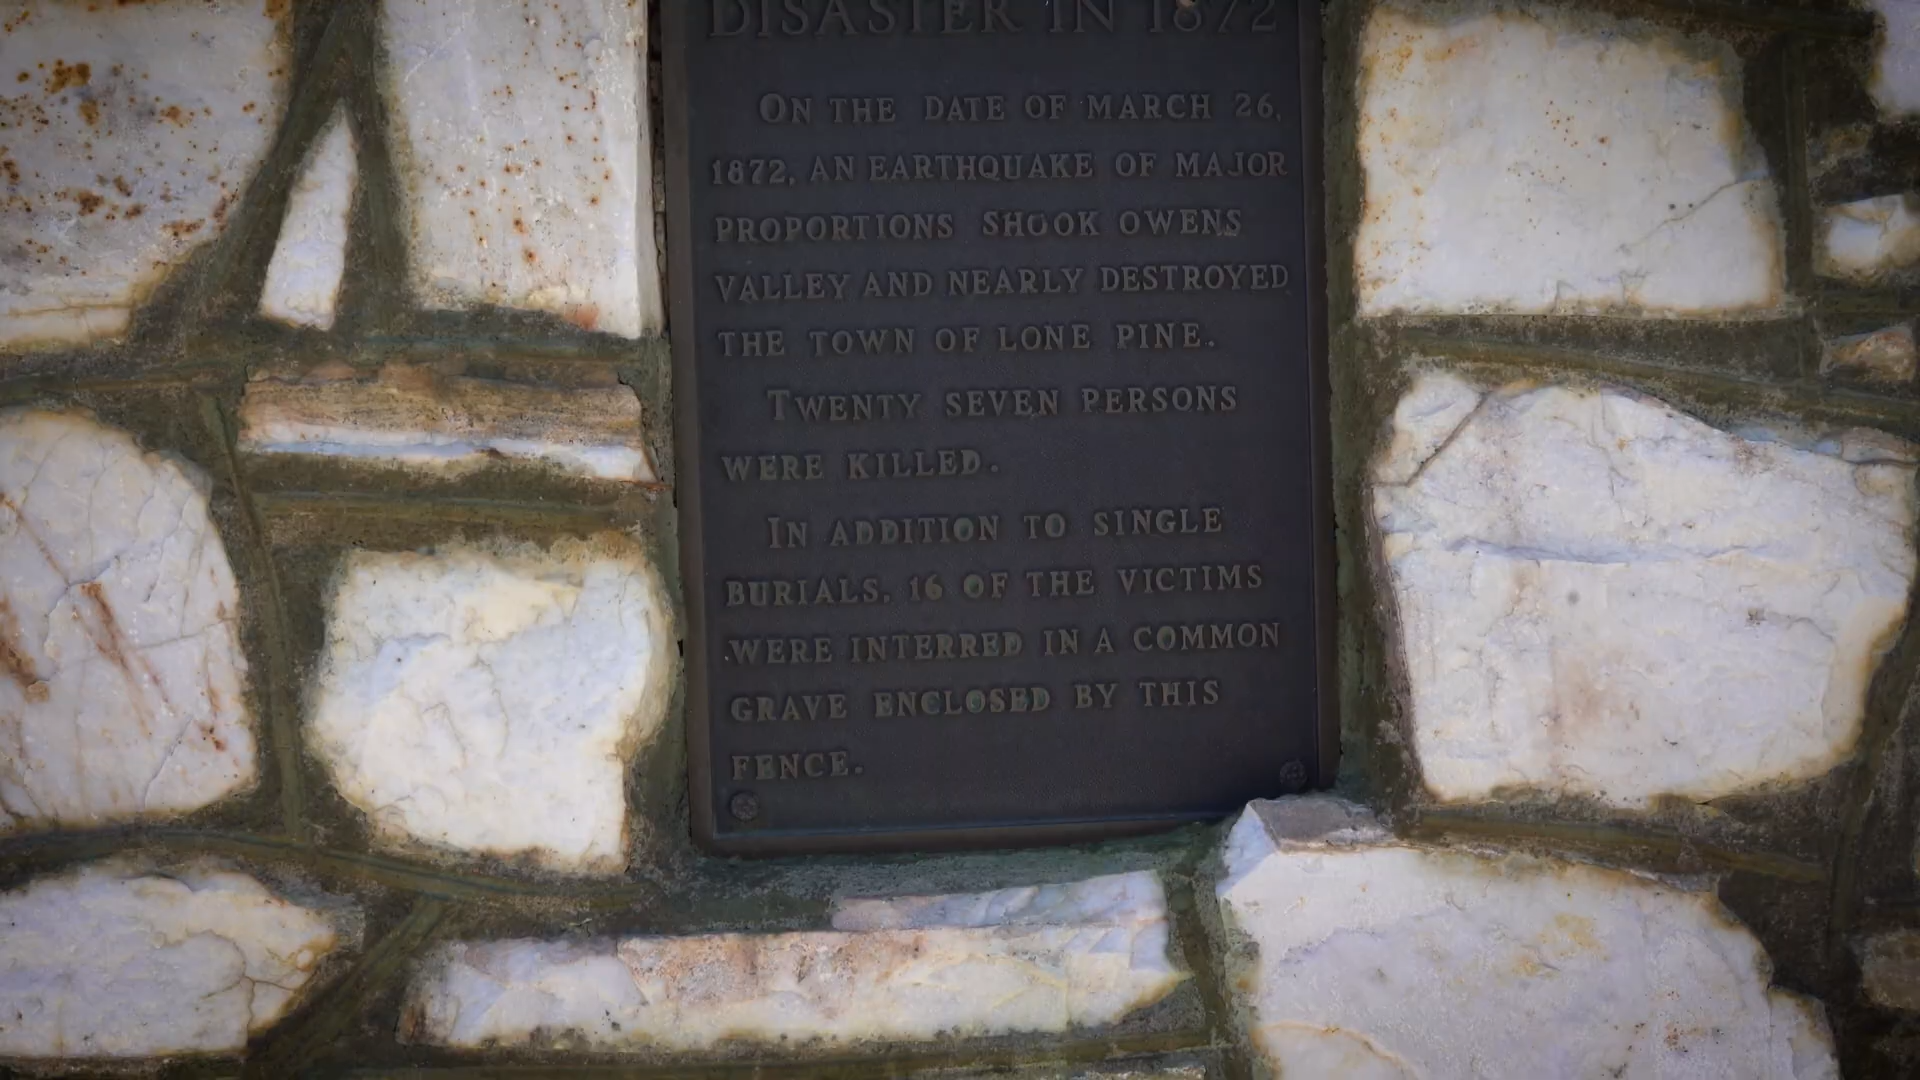 DISASTER IN 1872
ON THE DATE OF MARCH 26,
1872, AN EARTHQUAKE OF MAJOR
PROPORTIONS SHOOK OWENS
VALLEY AND NEARLY DESTROYED
THE TOWN OF LONE PINE.
TWENTY SEVEN PERSONS
WERE KILLED.
IN ADDITION TO SINGLE
BURIALS, 16 OF THE VICTIMS
WERE INTERRED IN A COMMON
GRAVE ENCLOSED BY THIS
FENCE.